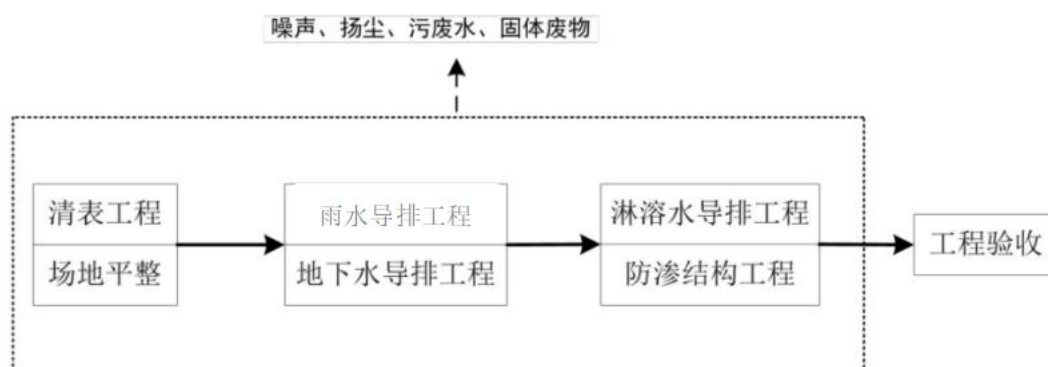 噪声、扬尘、污废水、固体废物
清表工程
场地平整
雨水导排工程
地下水导排工程
淋溶水导排工程
防渗结构工程
工程验收